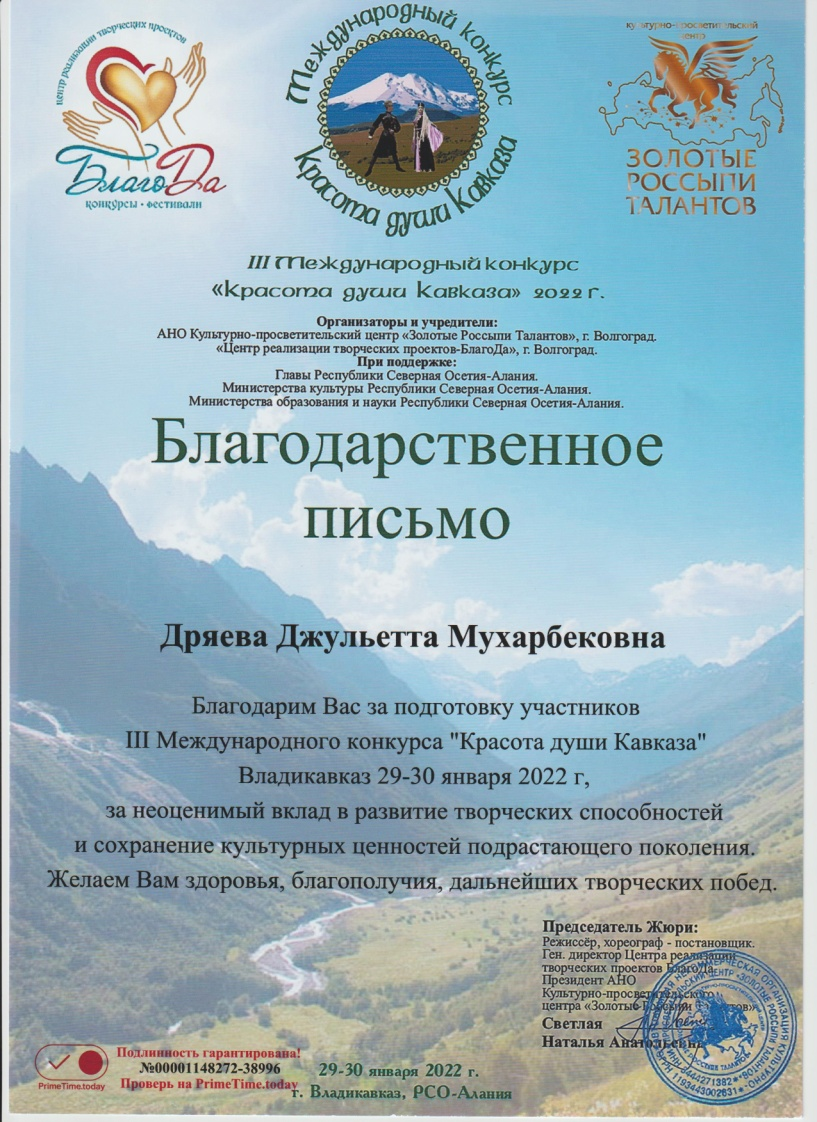 центр реализации творческих проектов
БлагоДа
конкурсы • фестивали
Международный конкурс
Красота души Кавказа
культурно-просветительский
центр
ЗОЛОТЫЕ
РОССЫПИ
ТАЛАНТОВ
III Международный конкурс
«Красота души Кавказа» 2022 г.
Организаторы и учредители:
АНО Культурно-просветительский центр «Золотые Россыпи Талантов», г. Волгоград.
«Центр реализации творческих проектов-БлагоДа», г. Волгоград.
При поддержке:
Главы Республики Северная Осетия-Алания.
Министерства культуры Республики Северная Осетия-Алания.
Министерства образования и науки Республики Северная Осетия-Алания.
Благодарственное
письмо
Дряева Джульетта Мухарбековна
Благодарим Вас за подготовку участников
III Международного конкурса "Красота души Кавказа"
Владикавказ 29-30 января 2022 г,
за неоценимый вклад в развитие творческих способностей
и сохранение культурных ценностей подрастающего поколения.
Желаем Вам здоровья, благополучия, дальнейших творческих побед.
Председатель Жюри:
Режиссёр, хореограф - постановщик.
Ген. директор Центра реализации
творческих проектов БлагоДа
Президент АНО
Культурно-просветительского
центра «Золотые Россыпи Талантов»
Светлая
Наталья Анатольевна
PrimeTime.today
Подлинность гарантирована!
№00001148272-38996
Проверь на PrimeTime.today
29-30 января 2022 г.
г. Владикавказ, РСО-Алания